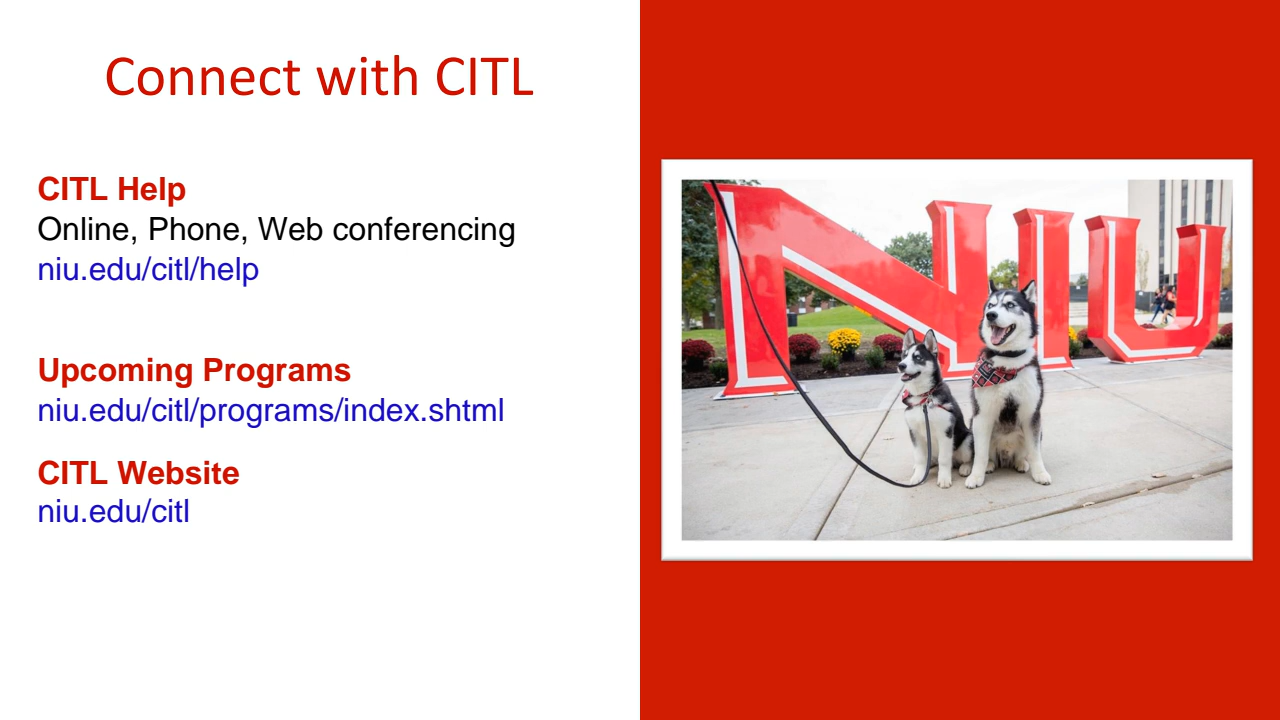 Connect with CITL
CITL Help
Online, Phone, Web conferencing
niu.edu/citl/help
Upcoming Programs
niu.edu/citl/programs/index.shtml
CITL Website
niu.edu/citl
NIU